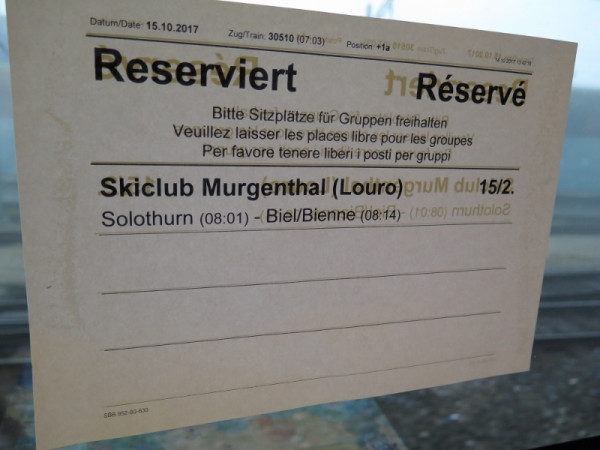 Datum/Date: 15.10.2017 Zug/Train: 30510 (07:03) Position: +1a
Reserviert Réservé
Bitte Sitzplätze für Gruppen freihalten
Veuillez laisser les places libre pour les groupes
Per favore tenere liberi i posti per gruppi
Skiclub Murgenthal (Louro) 15/2.
Solothurn (08:01) - Biel/Bienne (08:14)